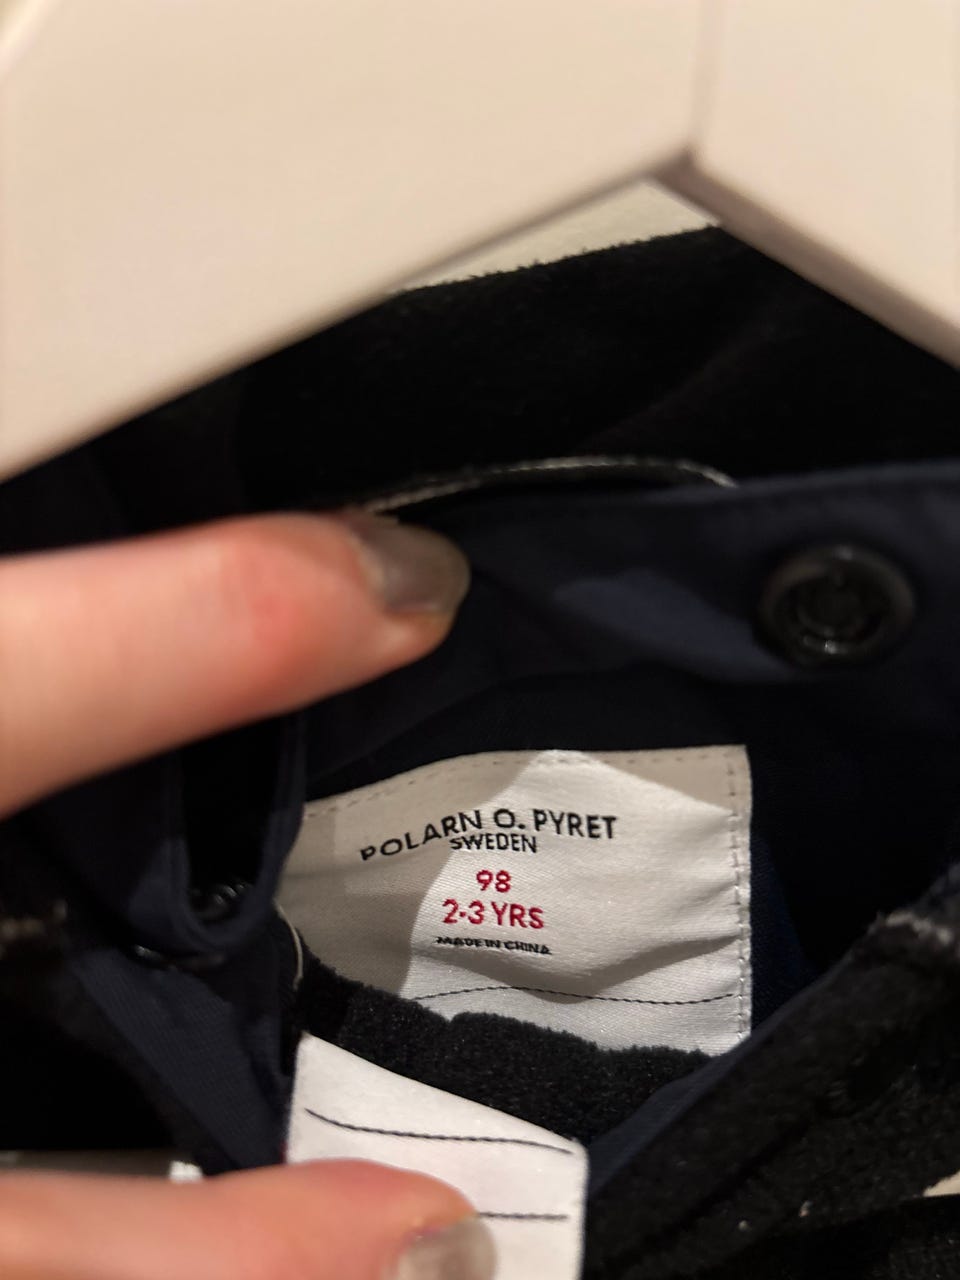 POLARN O. PYRET
SWEDEN
98
2-3 YRS
MADE IN CHINA